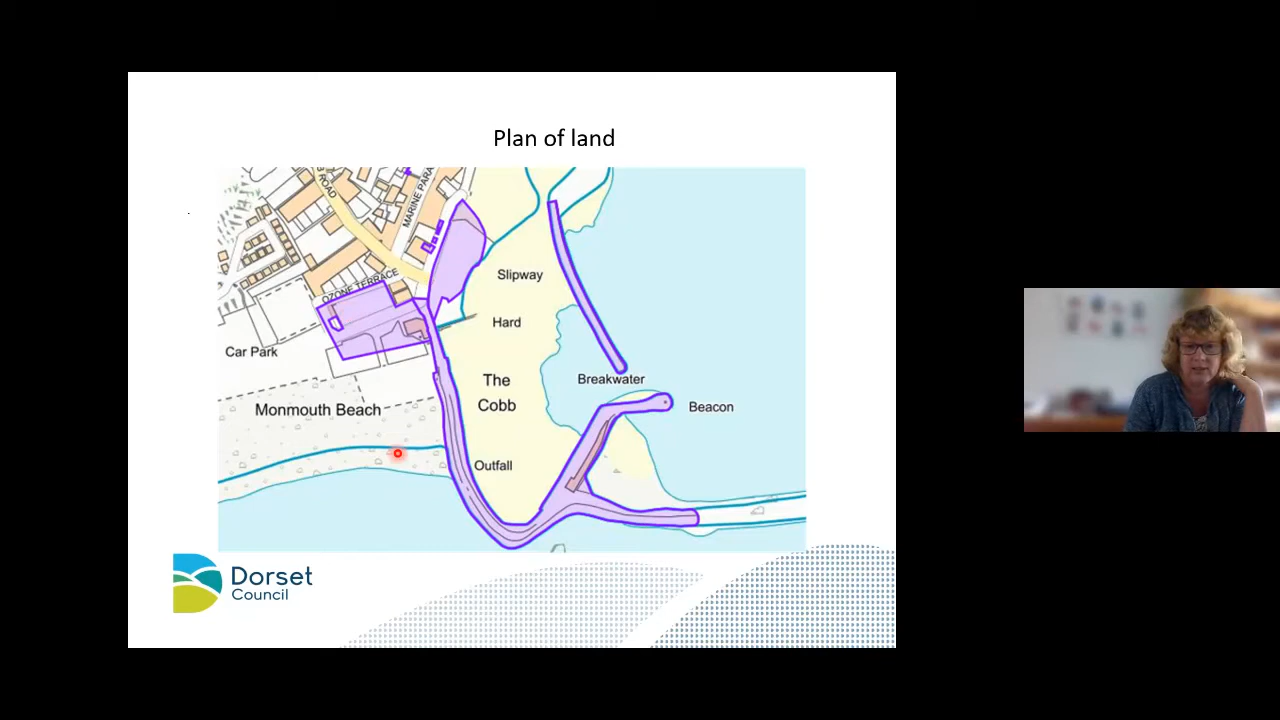 Plan of land
B ROAD
MARINE PARA
OZONE TERRACE
Slipway
Hard
Car Park
The
Cobb
Breakwater
Beacon
Monmouth Beach
Outfall
Dorset
Council